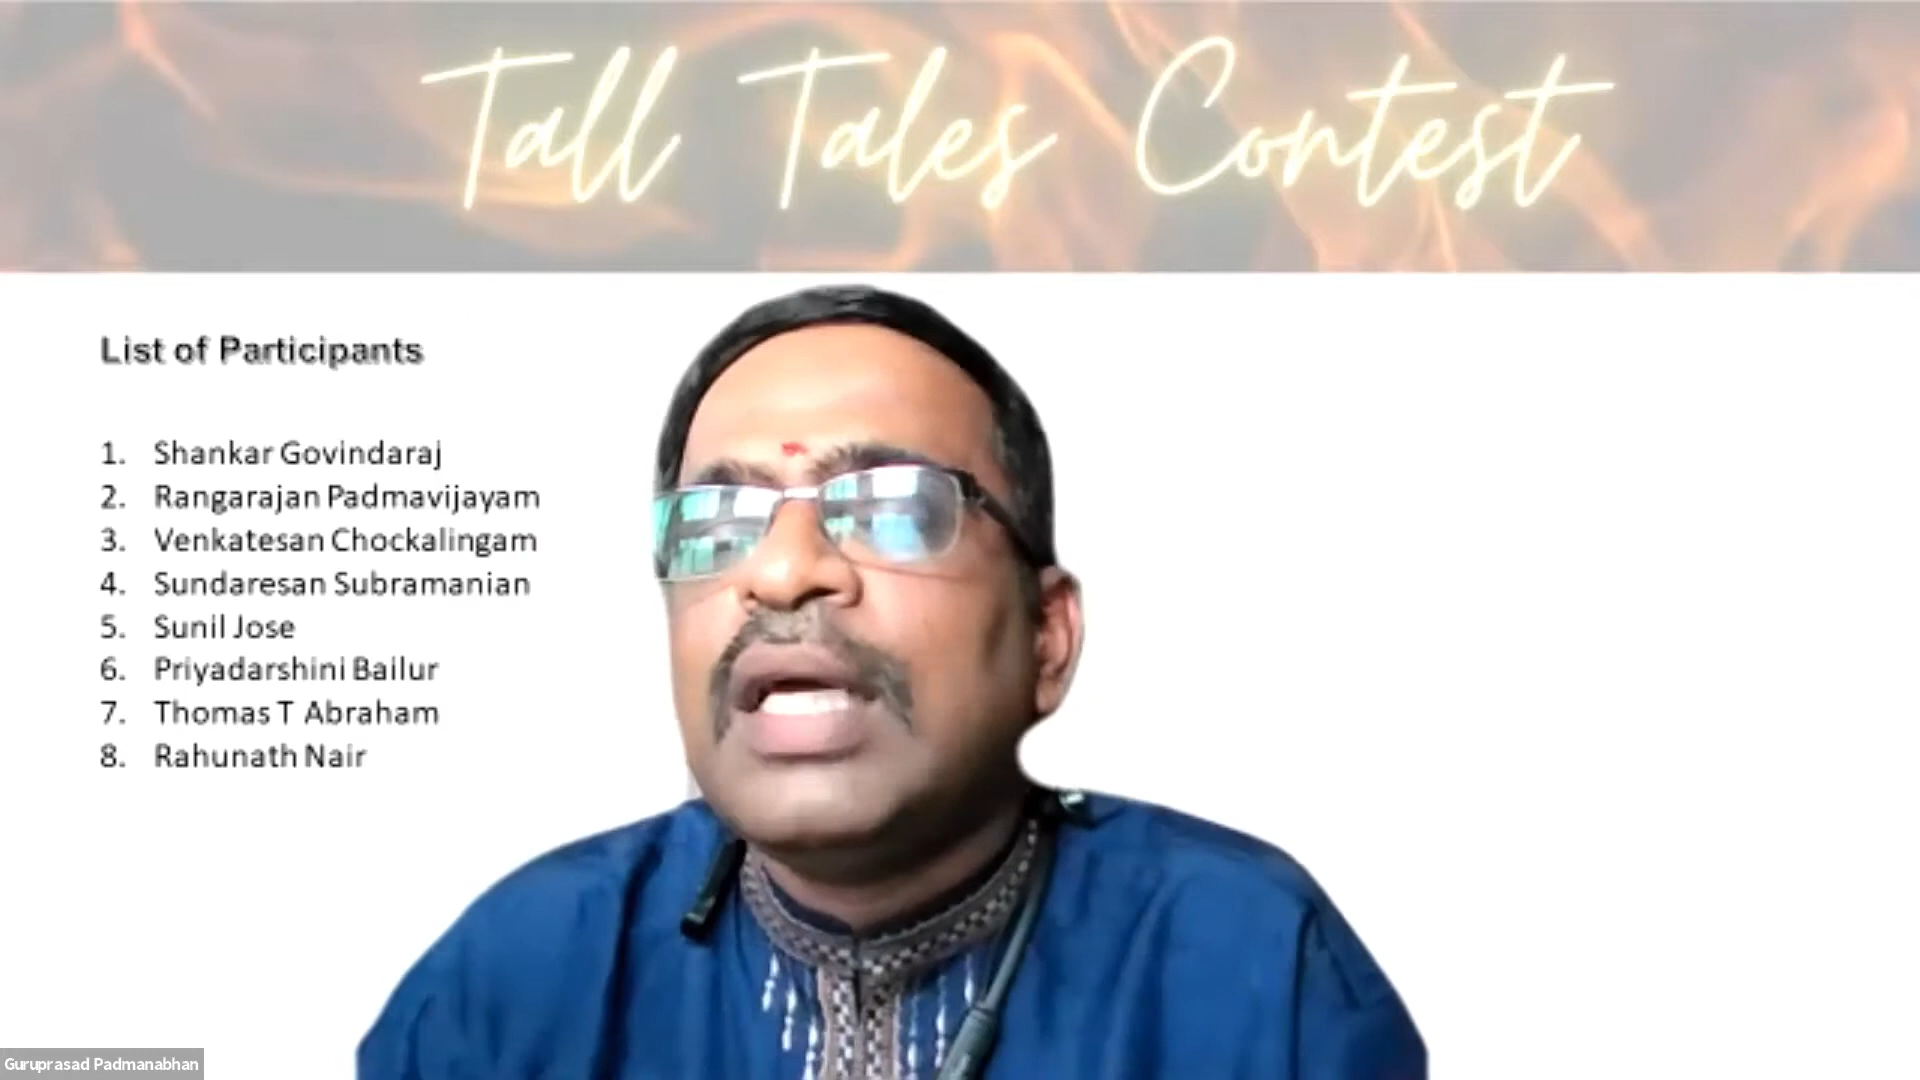 Tall Tales Contest
List of Participants
1. Shankar Govindaraj
2. Rangarajan Padmavijayam
3. Venkatesan Chockalingam
4. Sundaresan Subramanian
5. Sunil Jose
6. Priyadarshini Bailur
7. Thomas T Abraham
8. Rahunath Nair
Guruprasad Padmanabhan